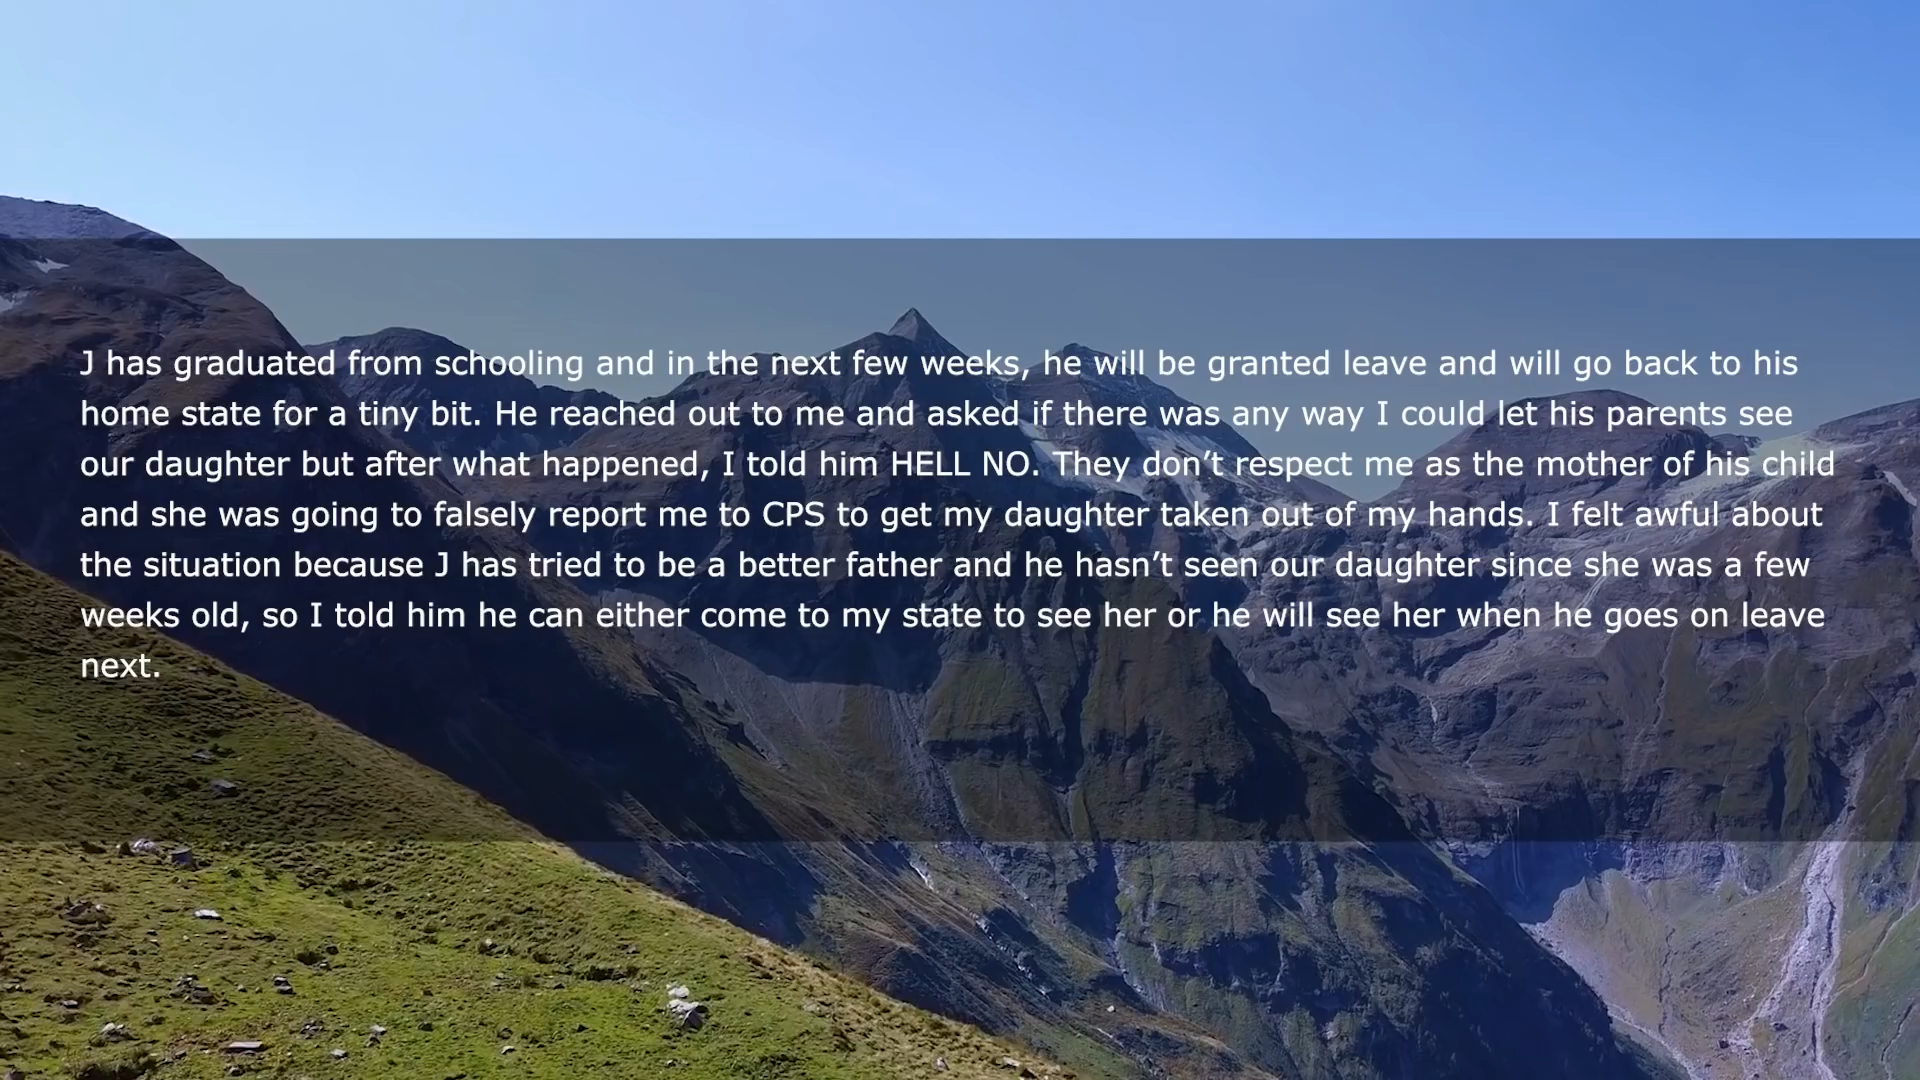 J has graduated from schooling and in the next few weeks, he will be granted leave and will go back to his
home state for a tiny bit. He reached out to me and asked if there was any way I could let his parents see
our daughter but after what happened, I told him HELL NO. They don’t respect me as the mother of his child
and she was going to falsely report me to CPS to get my daughter taken out of my hands. I felt awful about
the situation because J has tried to be a better father and he hasn’t seen our daughter since she was a few
weeks old, so I told him he can either come to my state to see her or he will see her when he goes on leave
next.